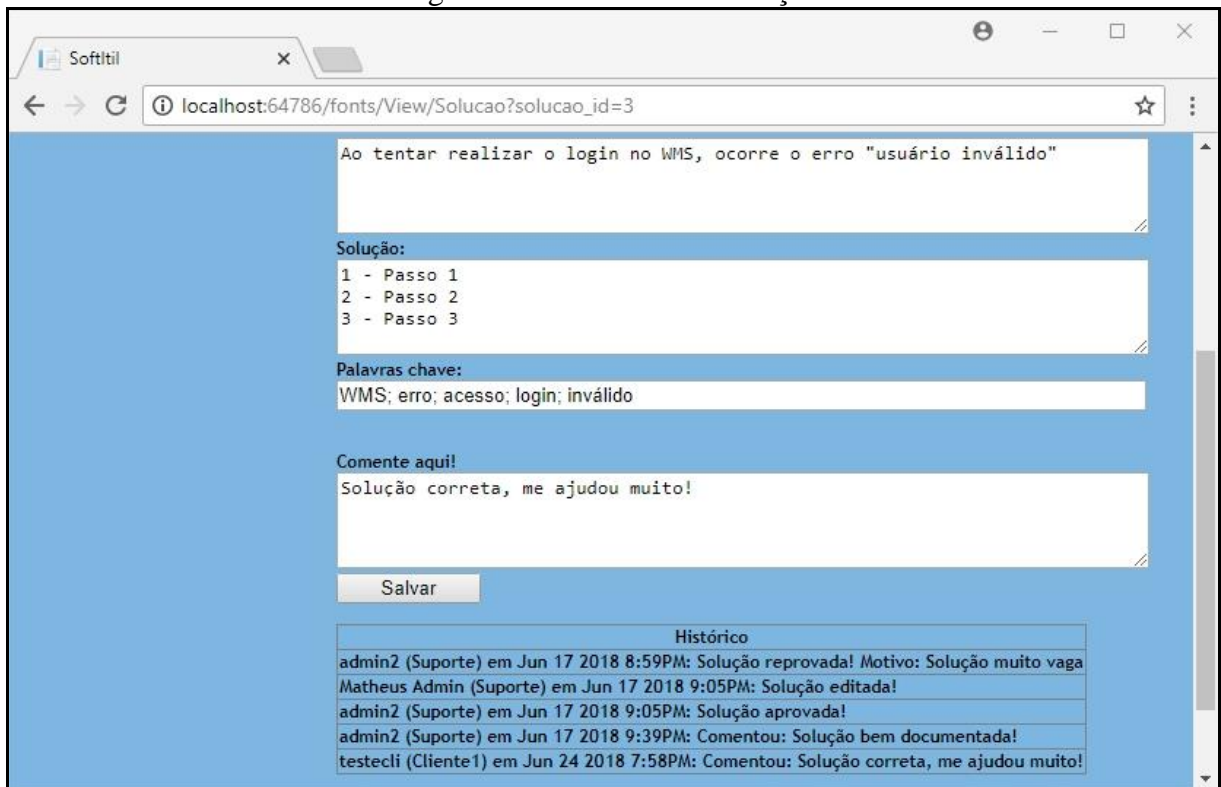 SoftItil
localhost:64786/fonts/View/Solucao?solucao_id=3
Ao tentar realizar o login no WMS, ocorre o erro "usuário inválido"
Solução:
1 - Passo 1
2 - Passo 2
3 - Passo 3
Palavras chave:
WMS; erro; acesso; login; inválido
Comente aqui!
Solução correta, me ajudou muito!
Salvar
Histórico
admin2 (Suporte) em Jun 17 2018 8:59PM: Solução reprovada! Motivo: Solução muito vaga
Matheus Admin (Suporte) em Jun 17 2018 9:05PM: Solução editada!
admin2 (Suporte) em Jun 17 2018 9:05PM: Solução aprovada!
admin2 (Suporte) em Jun 17 2018 9:39PM: Comentou: Solução bem documentada!
testecli (Cliente1) em Jun 24 2018 7:58PM: Comentou: Solução correta, me ajudou muito!